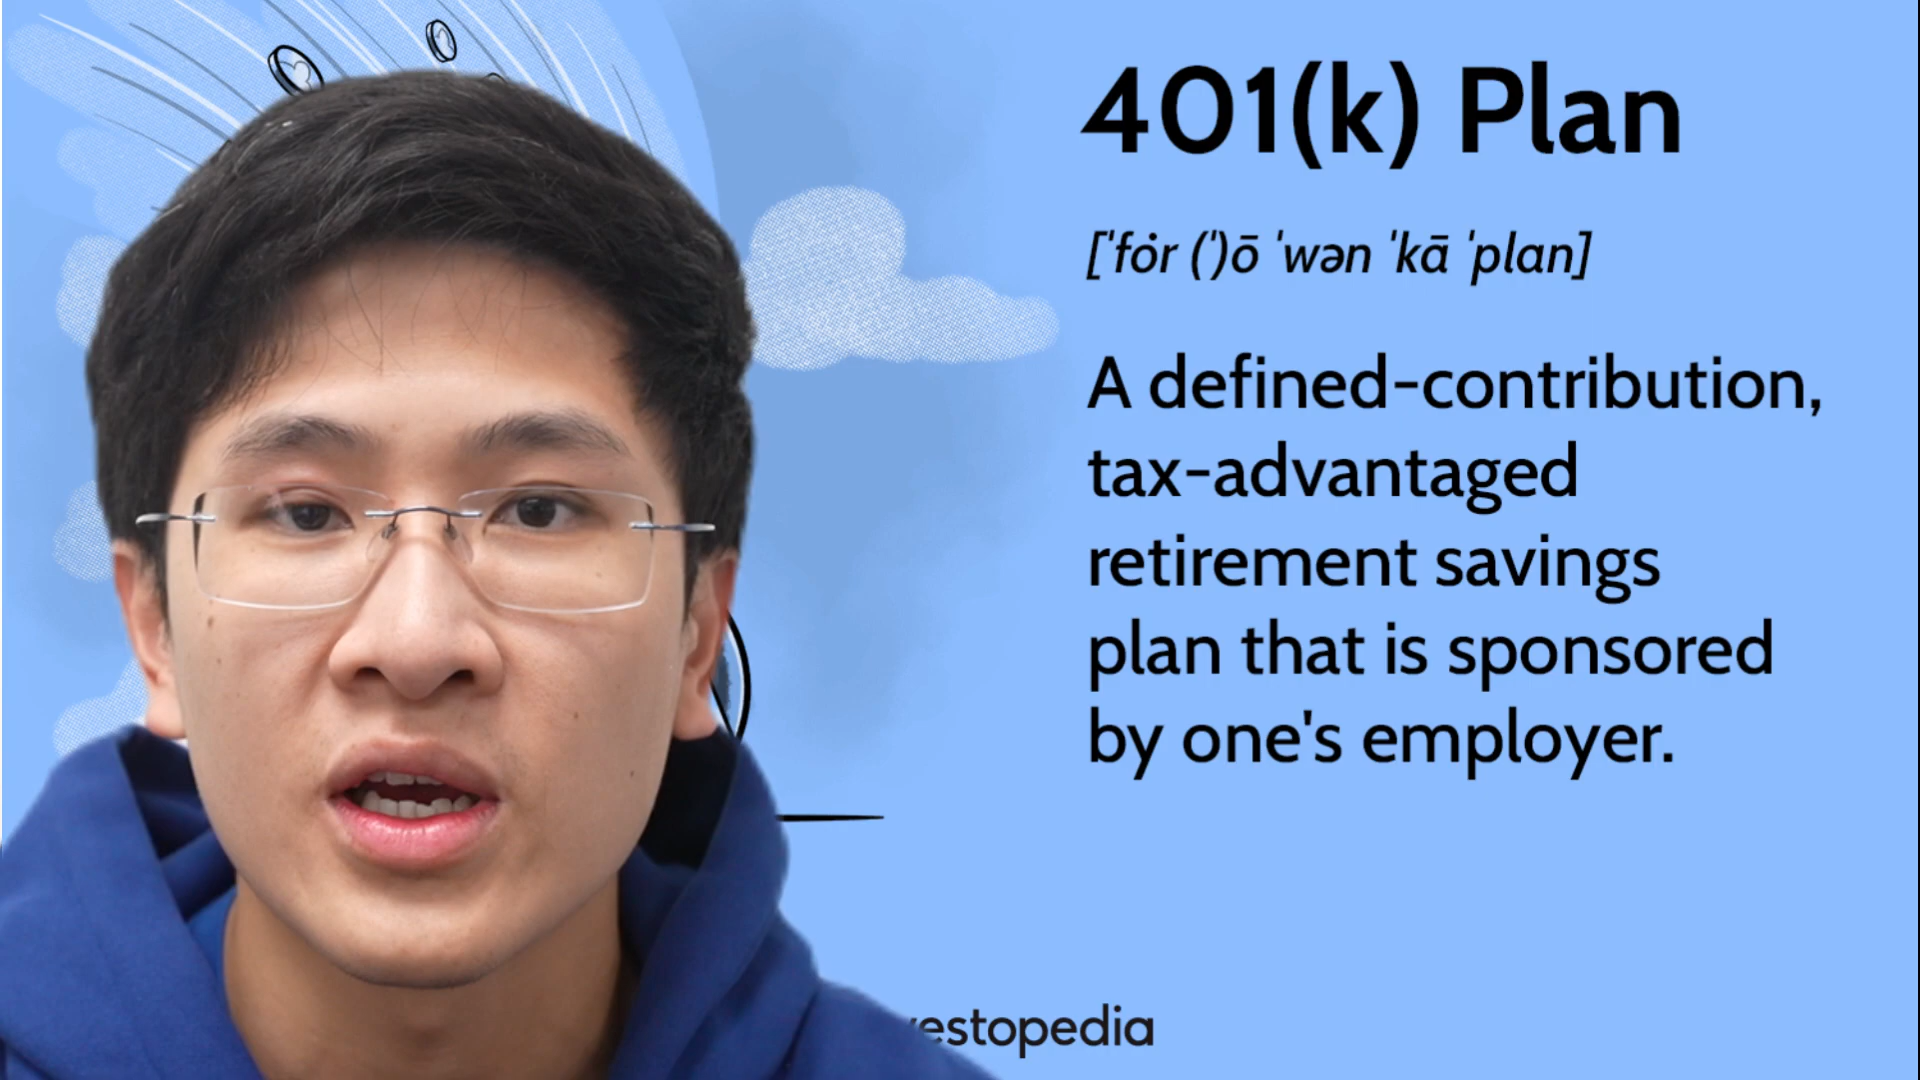 401(k) Plan
[ˈfȯr (ˈ)ō ˈwən ˈkā ˈplan]
A defined-contribution,
tax-advantaged
retirement savings
plan that is sponsored
by one's employer.
vestopedia